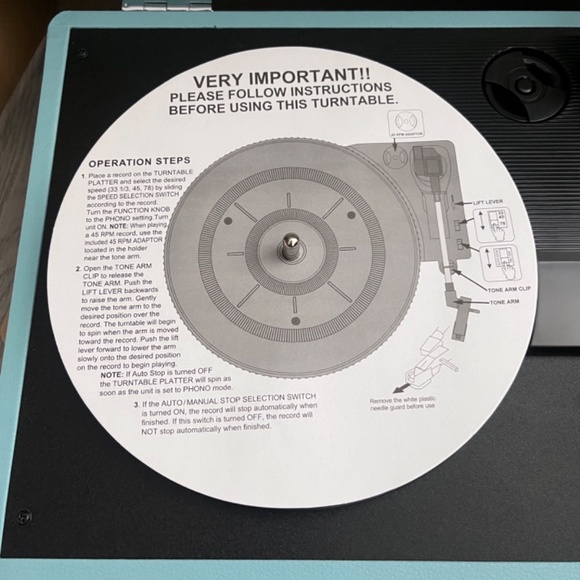 VERY IMPORTANT!!
PLEASE FOLLOW INSTRUCTIONS
BEFORE USING THIS TURNTABLE.
45 RPM ADAPTOR
OPERATION STEPS
1. Place a record on the TURNTABLE
PLATTER and select the desired
speed (33 1/3, 45, 78) by sliding
the SPEED SELECTION SWITCH
according to the record.
Turn the FUNCTION KNOB
to the PHONO setting Turn
unit ON. NOTE: When playing
a 45 RPM record, use the
included 45 RPM ADAPTOR
located in the holder
near the tone arm.
2. Open the TONE ARM
CLIP to release the
TONE ARM. Push the
LIFT LEVER backwards
to raise the arm. Gently
move the tone arm to the
desired position over the
record. The turntable will begin
to spin when the arm is moved
toward the record. Push the lift
lever forward to lower the arm
slowly onto the desired position
on the record to begin playing.
NOTE: If Auto Stop is turned OFF
the TURNTABLE PLATTER will spin as
soon as the unit is set to PHONO mode.
3. If the AUTO/MANUAL STOP SELECTION SWITCH
is turned ON, the record will stop automatically when
finished. If this switch is turned OFF, the record will
NOT stop automatically when finished.
LIFT LEVER
TONE ARM CLIP
TONE ARM
Remove the white plastic
needle guard before use